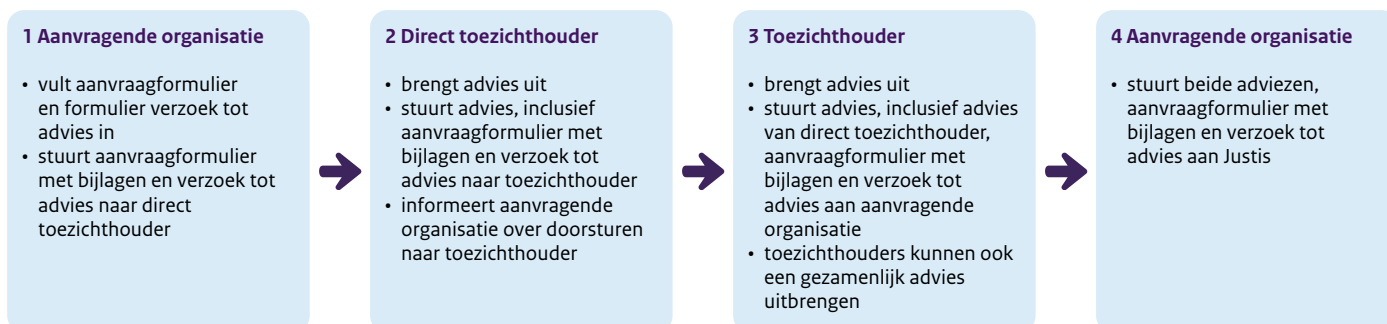 1 Aanvragende organisatie
• vult aanvraagformulier
en formulier verzoek tot
advies in
• stuurt aanvraagformulier
met bijlagen en verzoek tot
advies naar direct
toezichthouder
2 Direct toezichthouder
• brengt advies uit
• stuurt advies, inclusief
aanvraagformulier met
bijlagen en verzoek tot
advies naar toezichthouder
• informeert aanvragende
organisatie over doorsturen
naar toezichthouder
3 Toezichthouder
• brengt advies uit
• stuurt advies, inclusief advies
van direct toezichthouder,
aanvraagformulier met
bijlagen en verzoek tot
advies aan aanvragende
organisatie
• toezichthouders kunnen ook
een gezamenlijk advies
uitbrengen
4 Aanvragende organisatie
• stuurt beide adviezen,
aanvraagformulier met
bijlagen en verzoek tot
advies aan Justis